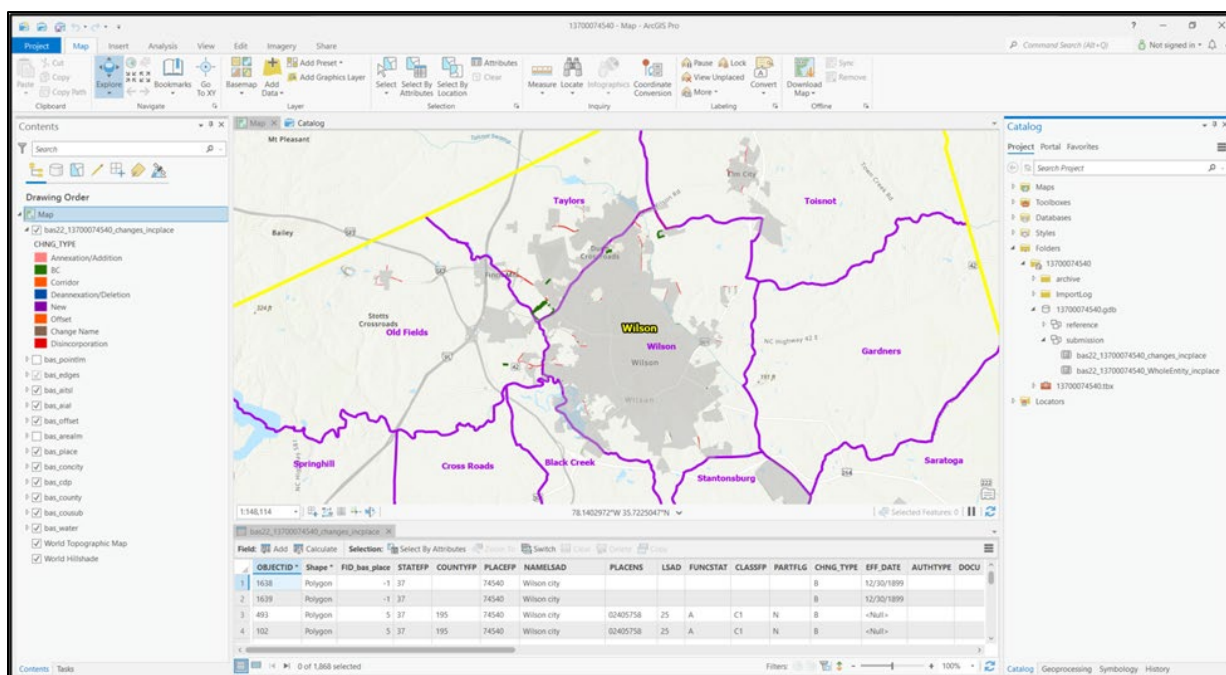 13700074540 - Map - ArcGIS Pro
Project Map Insert Analysis View Edit Imagery Share
Command Search (Alt+Q) Not signed in
Paste Cut Copy Copy Path Explore Bookmarks Go To XY Basemap Add Data Add Preset Add Graphics Layer Select Select By Attributes Select By Location Attributes Clear Measure Locate Infographics Coordinate Conversion Pause Lock View Unplaced More Convert Download Map Sync Remove
Clipboard Navigate Layer Selection Inquiry Labeling Offline
Contents
Search
Drawing Order
Map
bas22_13700074540_changes_incplace
CHNG_TYPE
Annexation/Addition
BC
Corridor
Deannexation/Deletion
New
Offset
Change Name
Disincorporation
bas_pointlm
bas_edges
bas_aitsl
bas_aial
bas_offset
bas_arealm
bas_place
bas_concity
bas_cdp
bas_county
bas_cousub
bas_water
World Topographic Map
World Hillshade
Contents Tasks
Map Catalog
Mt Pleasant
Taylors
Toisnot
Bailey
Stotts Crossroads
Old Fields
Wilson
Wilson
Wilson
NC Highway 42 E
Gardners
Springhill
Cross Roads
Black Creek
Stantonsburg
Saratoga
1:148,114
78.1402972°W 35.7225047°N
Selected Features: 0
bas22_13700074540_changes_incplace
Field: Add Calculate Selection: Select By Attributes Zoom To Switch Clear Delete Copy
OBJECTID * Shape * FID_bas_place STATEFP COUNTYFP PLACEFP NAMELSAD PLACENS LSAD FUNCSTAT CLASSFP PARTFLG CHNG_TYPE EFF_DATE AUTHTYPE DOCU
1 1638 Polygon -1 37 74540 Wilson city B 12/30/1899
2 1639 Polygon -1 37 74540 Wilson city B 12/30/1899
3 493 Polygon 5 37 195 74540 Wilson city 02405758 25 A C1 N B <Null>
4 102 Polygon 5 37 195 74540 Wilson city 02405758 25 A C1 N B <Null>
0 of 1,868 selected
Filters: 100%
Catalog
Project Portal Favorites
Search Project
Maps
Toolboxes
Databases
Styles
Folders
13700074540
archive
ImportLog
13700074540.gdb
reference
submission
bas22_13700074540_changes_incplace
bas22_13700074540_WholeEntity_incplace
13700074540.tbx
Locators
Catalog Geoprocessing Symbology History